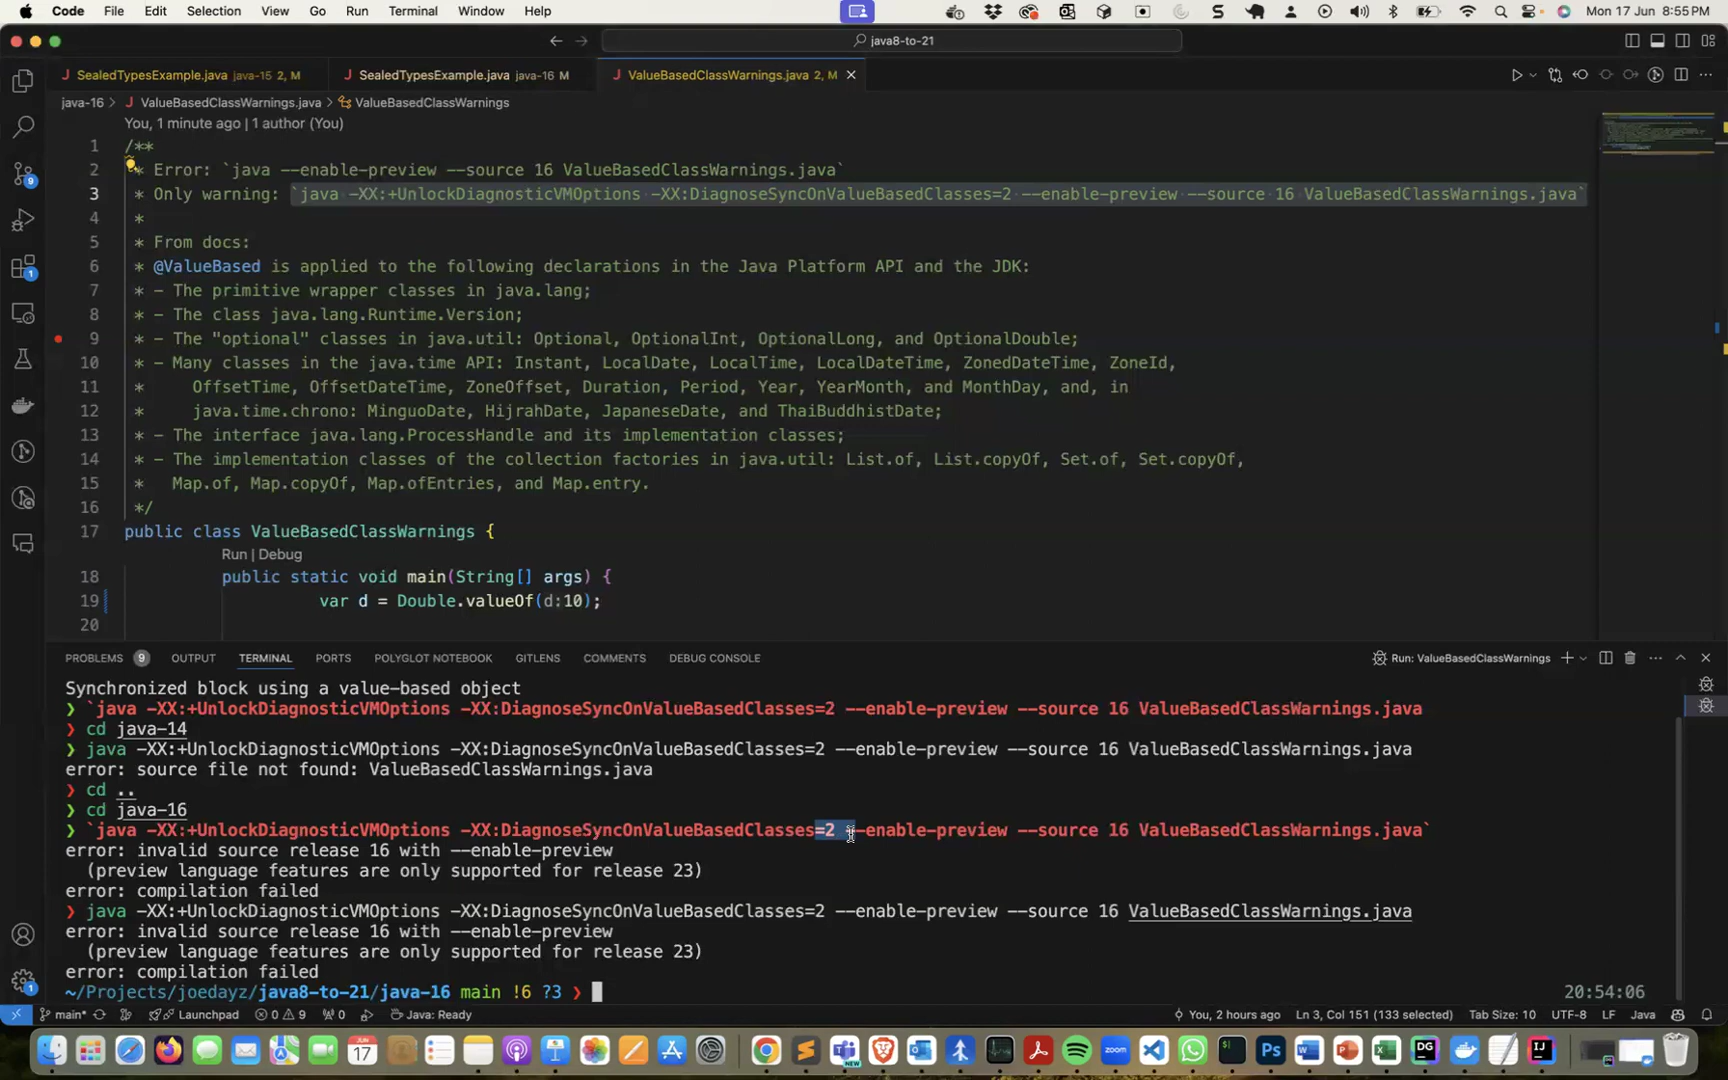 Code File Edit Selection View Go Run Terminal Window Help Mon 17 Jun 8:55 PM
java8-to-21
SealedTypesExample.java java-15 2, M SealedTypesExample.java java-16 M ValueBasedClassWarnings.java 2, M
java-16 > ValueBasedClassWarnings.java > ValueBasedClassWarnings
You, 1 minute ago | 1 author (You)
1 /**
2 * Error: `java --enable-preview --source 16 ValueBasedClassWarnings.java`
3 * Only warning: `java -XX:+UnlockDiagnosticVMOptions -XX:DiagnoseSyncOnValueBasedClasses=2 --enable-preview --source 16 ValueBasedClassWarnings.java`
4 *
5 * From docs:
6 * @ValueBased is applied to the following declarations in the Java Platform API and the JDK:
7 * - The primitive wrapper classes in java.lang;
8 * - The class java.lang.Runtime.Version;
9 * - The "optional" classes in java.util: Optional, OptionalInt, OptionalLong, and OptionalDouble;
10 * - Many classes in the java.time API: Instant, LocalDate, LocalTime, LocalDateTime, ZonedDateTime, ZoneId,
11 * OffsetTime, OffsetDateTime, ZoneOffset, Duration, Period, Year, YearMonth, and MonthDay, and, in
12 * java.time.chrono: MinguoDate, HijrahDate, JapaneseDate, and ThaiBuddhistDate;
13 * - The interface java.lang.ProcessHandle and its implementation classes;
14 * - The implementation classes of the collection factories in java.util: List.of, List.copyOf, Set.of, Set.copyOf,
15 * Map.of, Map.copyOf, Map.ofEntries, and Map.entry.
16 */
17 public class ValueBasedClassWarnings {
Run | Debug
18 public static void main(String[] args) {
19 var d = Double.valueOf(d:10);
20
PROBLEMS 9 OUTPUT TERMINAL PORTS POLYGLOT NOTEBOOK GITLENS COMMENTS DEBUG CONSOLE Run: ValueBasedClassWarnings
Synchronized block using a value-based object
❯ `java -XX:+UnlockDiagnosticVMOptions -XX:DiagnoseSyncOnValueBasedClasses=2 --enable-preview --source 16 ValueBasedClassWarnings.java
❯ cd java-14
❯ java -XX:+UnlockDiagnosticVMOptions -XX:DiagnoseSyncOnValueBasedClasses=2 --enable-preview --source 16 ValueBasedClassWarnings.java
error: source file not found: ValueBasedClassWarnings.java
❯ cd ..
❯ cd java-16
❯ `java -XX:+UnlockDiagnosticVMOptions -XX:DiagnoseSyncOnValueBasedClasses=2 --enable-preview --source 16 ValueBasedClassWarnings.java`
error: invalid source release 16 with --enable-preview
(preview language features are only supported for release 23)
error: compilation failed
❯ java -XX:+UnlockDiagnosticVMOptions -XX:DiagnoseSyncOnValueBasedClasses=2 --enable-preview --source 16 ValueBasedClassWarnings.java
error: invalid source release 16 with --enable-preview
(preview language features are only supported for release 23)
error: compilation failed
~/Projects/joedayz/java8-to-21/java-16 main !6 ?3 ❯ 20:54:06
main* Launchpad 0 9 0 Java: Ready You, 2 hours ago Ln 3, Col 151 (133 selected) Tab Size: 10 UTF-8 LF Java